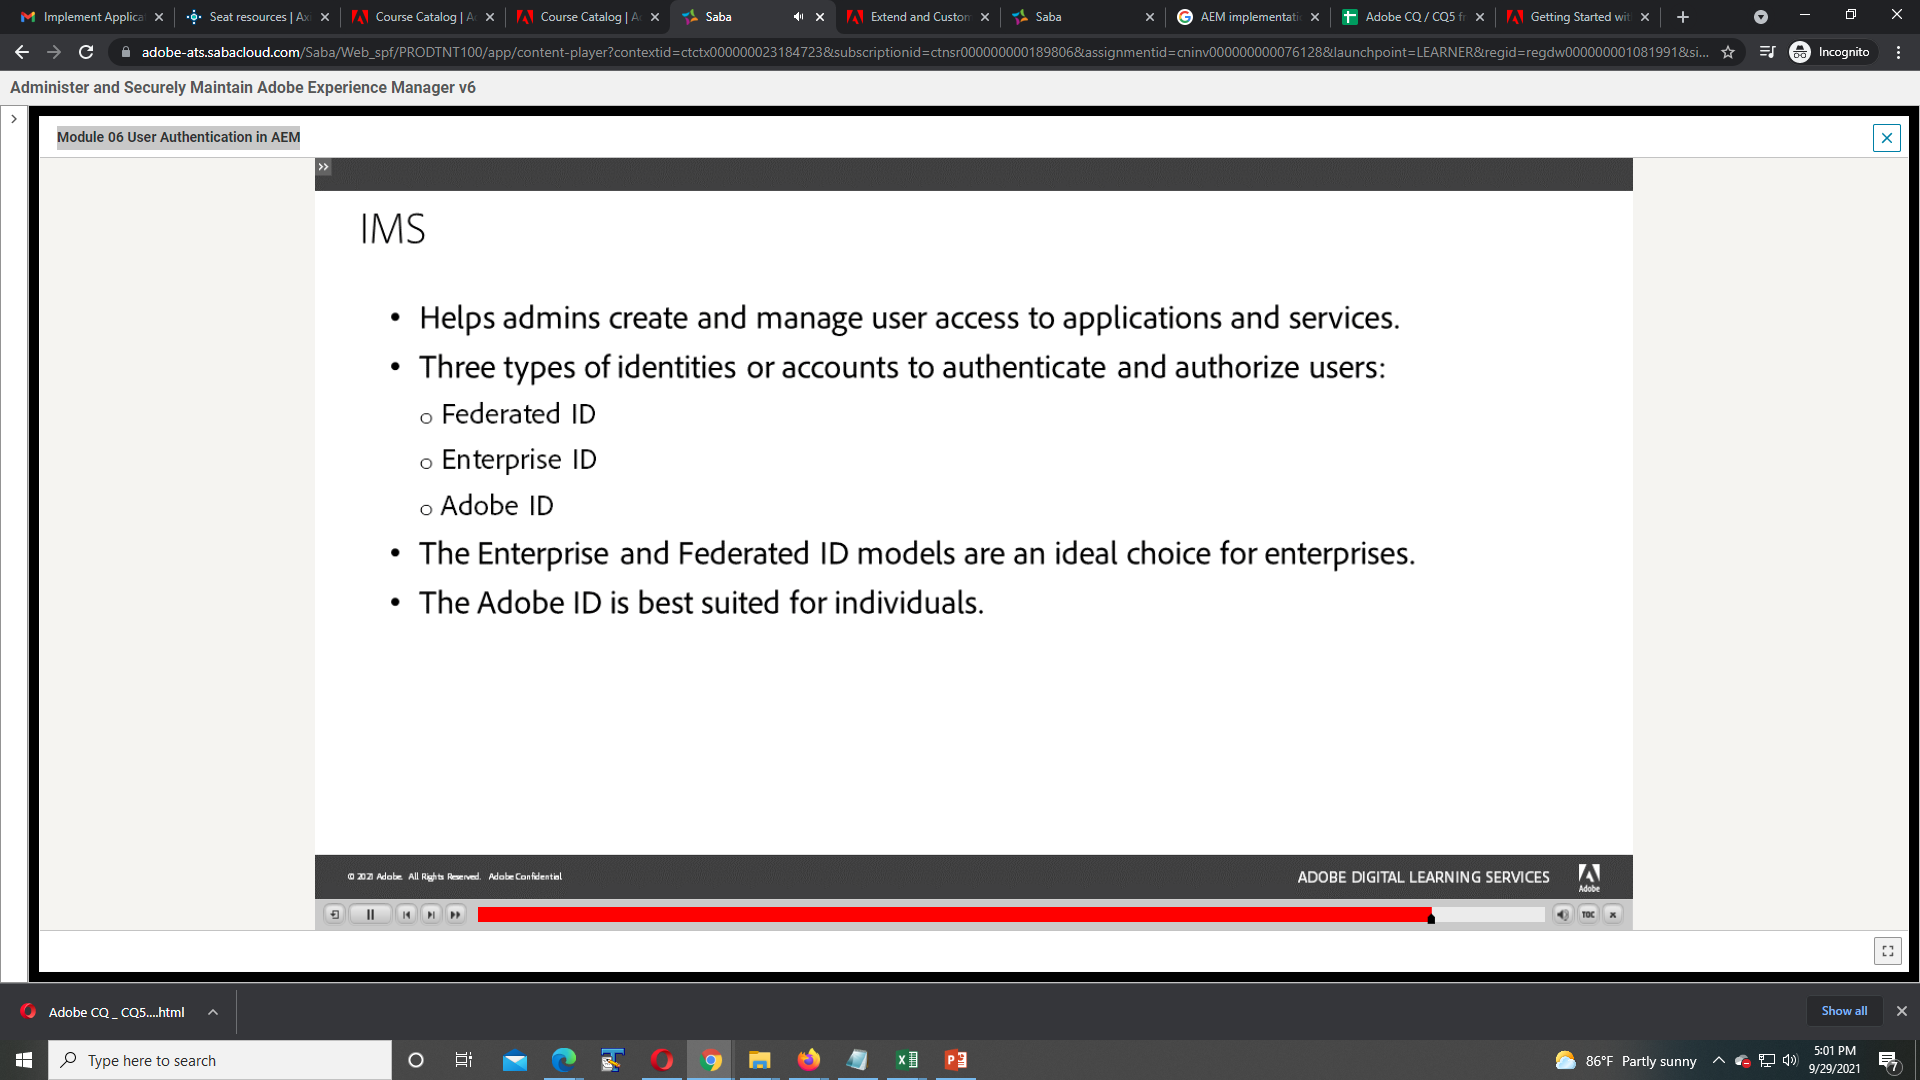 Implement Applica
Seat resources | Ax
Course Catalog | A
Course Catalog | A
Saba
Extend and Custom
Saba
AEM implementati
Adobe CQ / CQ5 fr
Getting Started wit
adobe-ats.sabacloud.com/Saba/Web_spf/PRODTNT100/app/content-player?contextid=ctctx000000023184723&subscriptionid=ctnsr000000000189806&assignmentid=cninv000000000076128&launchpoint=LEARNER&regid=regdw000000001081991&si...
Incognito
Administer and Securely Maintain Adobe Experience Manager v6
Module 06 User Authentication in AEM
IMS
• Helps admins create and manage user access to applications and services.
• Three types of identities or accounts to authenticate and authorize users:
o Federated ID
o Enterprise ID
o Adobe ID
• The Enterprise and Federated ID models are an ideal choice for enterprises.
• The Adobe ID is best suited for individuals.
© 2021 Adobe. All Rights Reserved. Adobe Confidential
ADOBE DIGITAL LEARNING SERVICES
Adobe
TOC
Adobe CQ _ CQ5....html
Show all
Type here to search
86°F Partly sunny
5:01 PM
9/29/2021
7